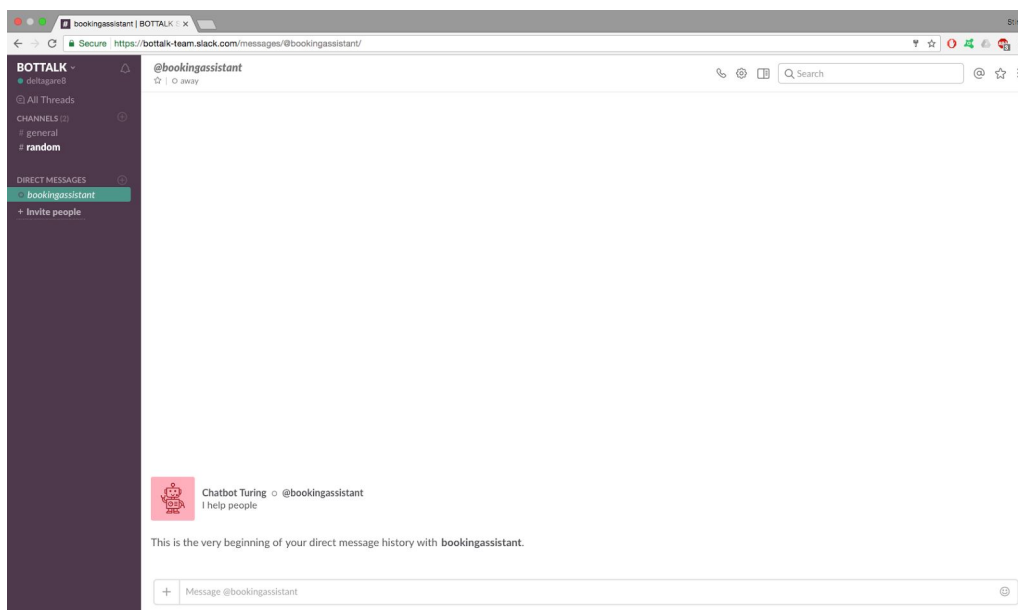 bookingassistant | BOTTALK S
Secure https://bottalk-team.slack.com/messages/@bookingassistant/
BOTTALK
deltagare8
All Threads
CHANNELS (2)
# general
# random
DIRECT MESSAGES
bookingassistant
+ Invite people
@bookingassistant
away
Search
Chatbot Turing @bookingassistant
I help people
This is the very beginning of your direct message history with bookingassistant.
Message @bookingassistant